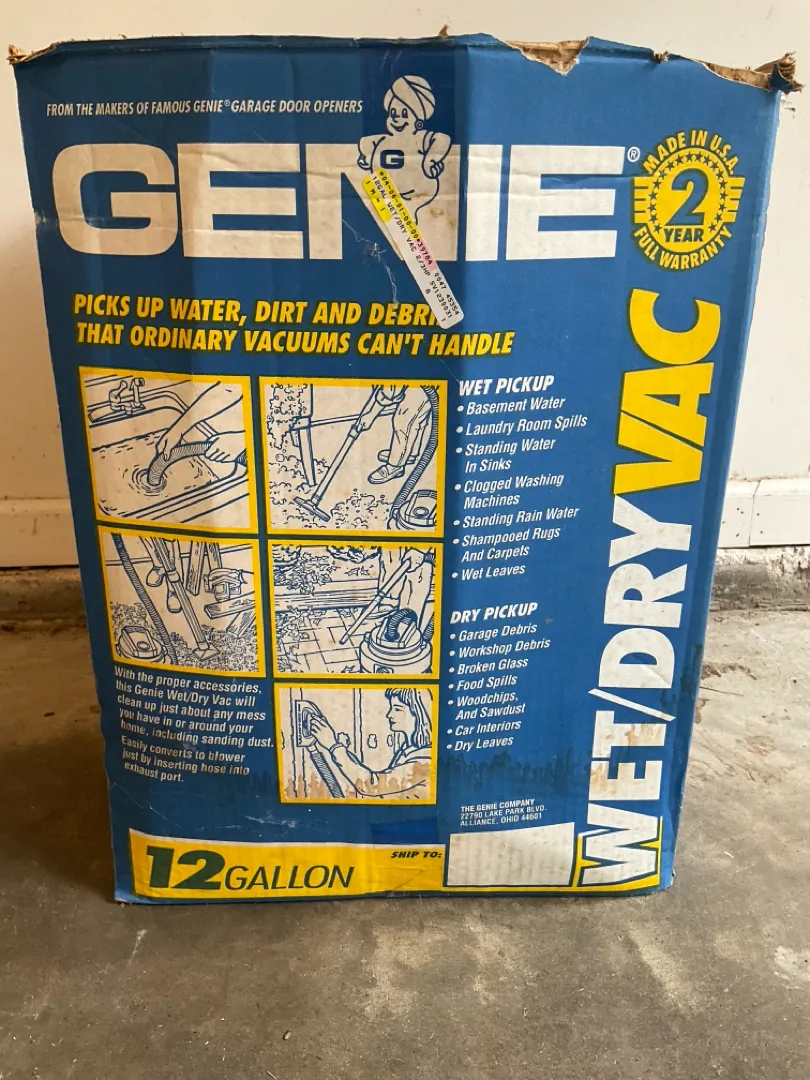 FROM THE MAKERS OF FAMOUS GENIE® GARAGE DOOR OPENERS
GENIE®
G
MADE IN U.S.A.
2
YEAR
FULL WARRANTY
12GAL WET/DRY VAC 2/3HP
PICKS UP WATER, DIRT AND DEBRI
THAT ORDINARY VACUUMS CAN'T HANDLE
WET PICKUP
• Basement Water
• Laundry Room Spills
• Standing Water
In Sinks
• Clogged Washing
Machines
• Standing Rain Water
• Shampooed Rugs
And Carpets
• Wet Leaves
DRY PICKUP
• Garage Debris
• Workshop Debris
• Broken Glass
• Food Spills
• Woodchips,
And Sawdust
• Car Interiors
• Dry Leaves
WET/DRY VAC
With the proper accessories,
this Genie Wet/Dry Vac will
clean up just about any mess
you have in or around your
home, including sanding dust.
Easily converts to blower
just by inserting hose into
exhaust port.
THE GENIE COMPANY
22790 LAKE PARK BLVD.
ALLIANCE, OHIO 44601
12 GALLON
SHIP TO: